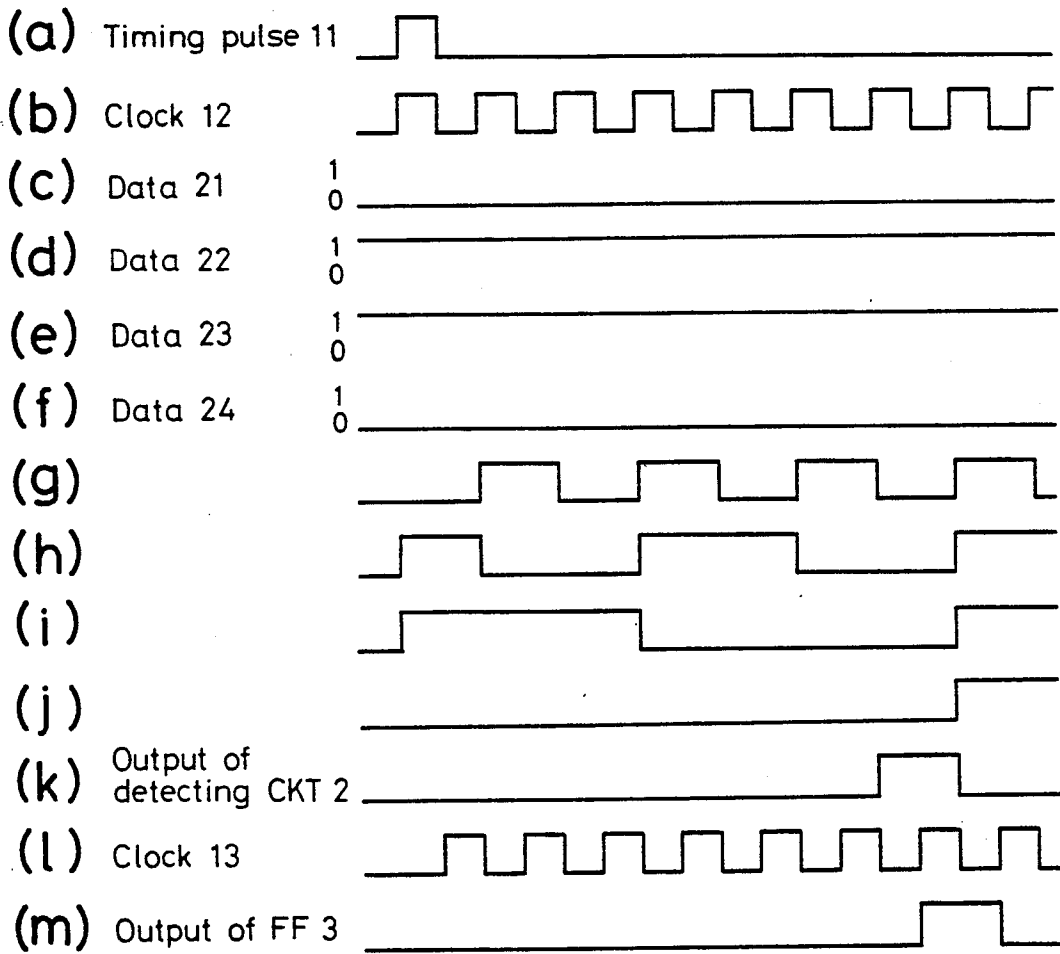 (a) Timing pulse 11
(b) Clock 12
(c) Data 21 1
0
(d) Data 22 1
0
(e) Data 23 1
0
(f) Data 24 1
0
(g)
(h)
(i)
(j)
(k) Output of
detecting CKT 2
(l) Clock 13
(m) Output of FF 3